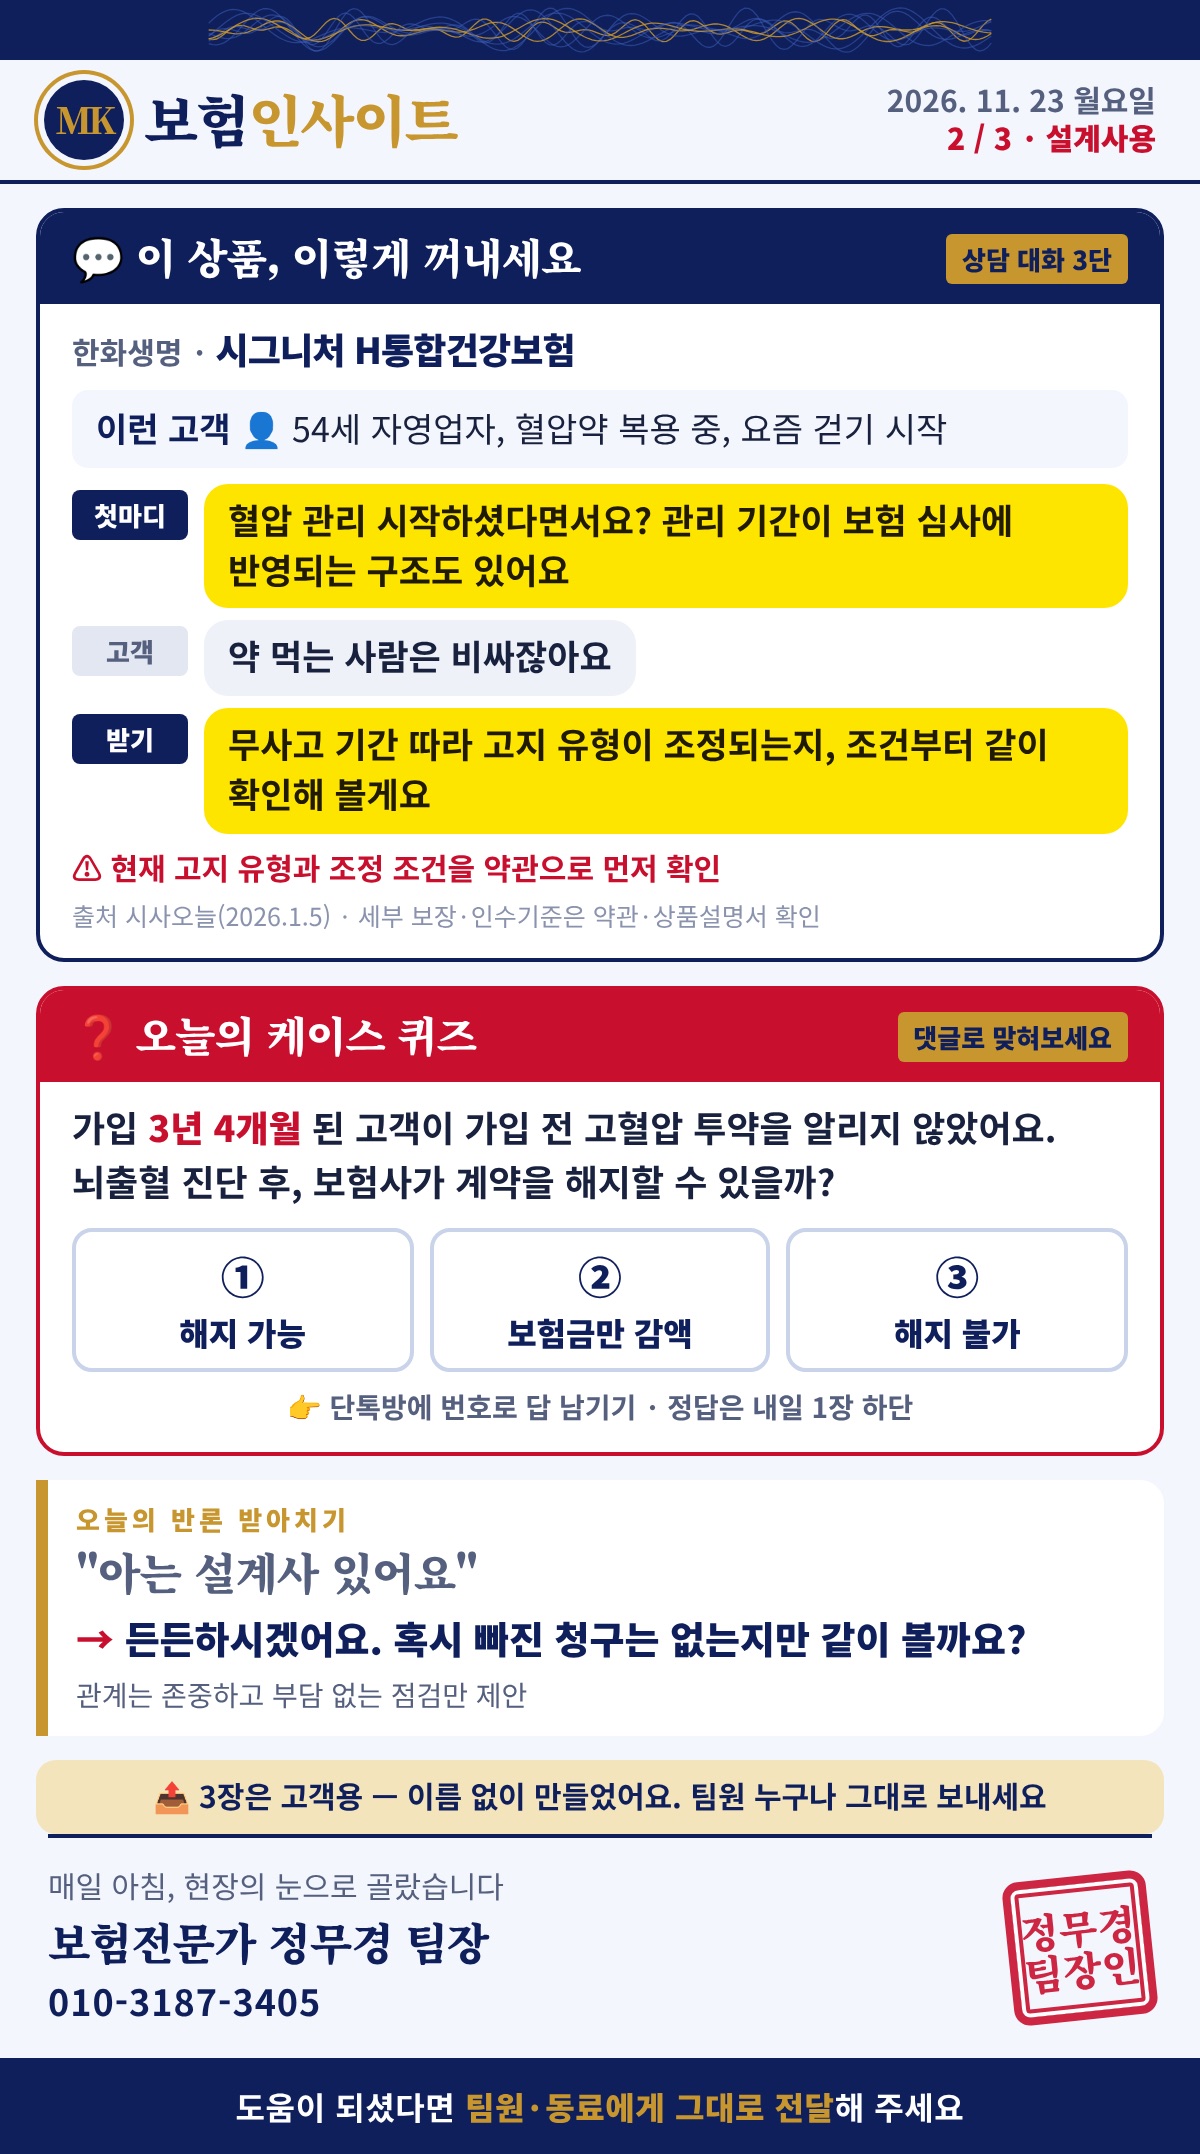 MK 보험인사이트
2026. 11. 23 월요일
2 / 3 · 설계사용
💬 이 상품, 이렇게 꺼내세요
상담 대화 3단
한화생명 · 시그니처 H통합건강보험
이런 고객 👤 54세 자영업자, 혈압약 복용 중, 요즘 걷기 시작
첫마디
혈압 관리 시작하셨다면서요? 관리 기간이 보험 심사에
반영되는 구조도 있어요
고객
약 먹는 사람은 비싸잖아요
받기
무사고 기간 따라 고지 유형이 조정되는지, 조건부터 같이
확인해 볼게요
⚠ 현재 고지 유형과 조정 조건을 약관으로 먼저 확인
출처 시사오늘(2026.1.5) · 세부 보장·인수기준은 약관·상품설명서 확인
❓ 오늘의 케이스 퀴즈
댓글로 맞혀보세요
가입 3년 4개월 된 고객이 가입 전 고혈압 투약을 알리지 않았어요.
뇌출혈 진단 후, 보험사가 계약을 해지할 수 있을까?
①
해지 가능
②
보험금만 감액
③
해지 불가
👉 단톡방에 번호로 답 남기기 · 정답은 내일 1장 하단
오늘의 반론 받아치기
"아는 설계사 있어요"
→ 든든하시겠어요. 혹시 빠진 청구는 없는지만 같이 볼까요?
관계는 존중하고 부담 없는 점검만 제안
📤 3장은 고객용 — 이름 없이 만들었어요. 팀원 누구나 그대로 보내세요
매일 아침, 현장의 눈으로 골랐습니다
보험전문가 정무경 팀장
010-3187-3405
정무경
팀장인
도움이 되셨다면 팀원·동료에게 그대로 전달해 주세요